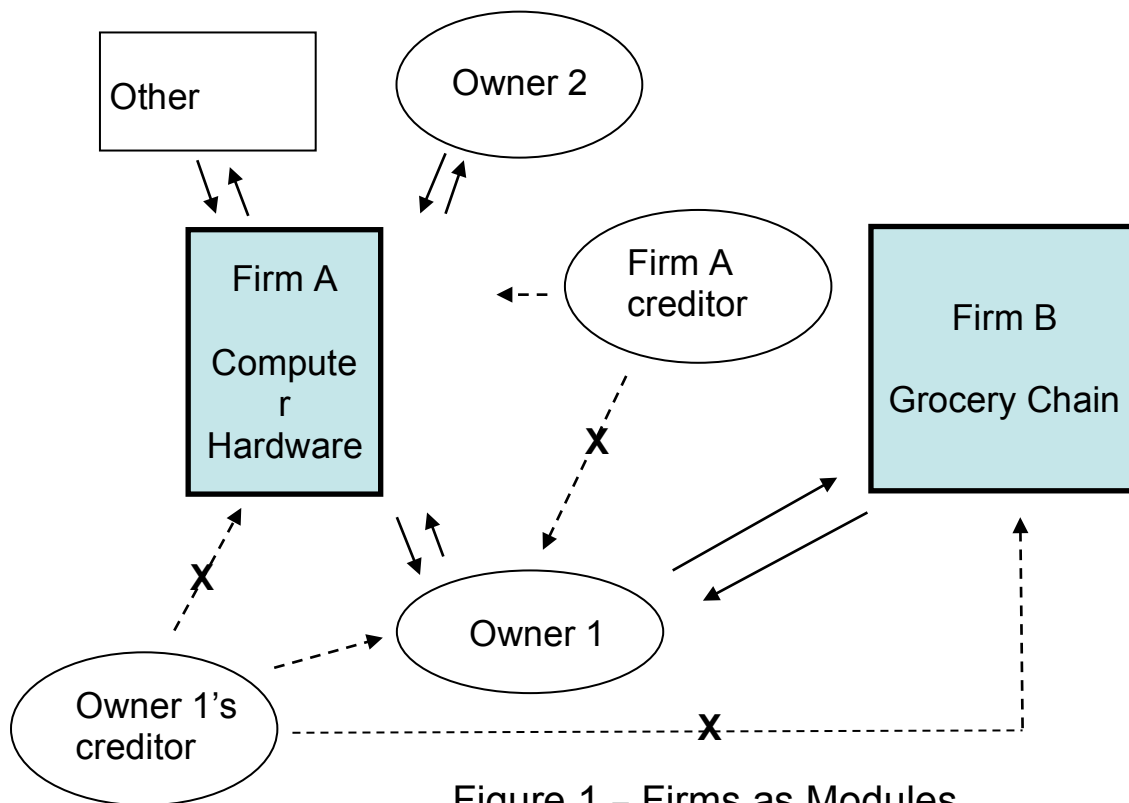 Other
Owner 2
Firm A
Compute
r
Hardware
Firm A
creditor
Firm B
Grocery Chain
X
X
Owner 1
Owner 1’s
creditor
X
Figure 1 – Firms as Modules